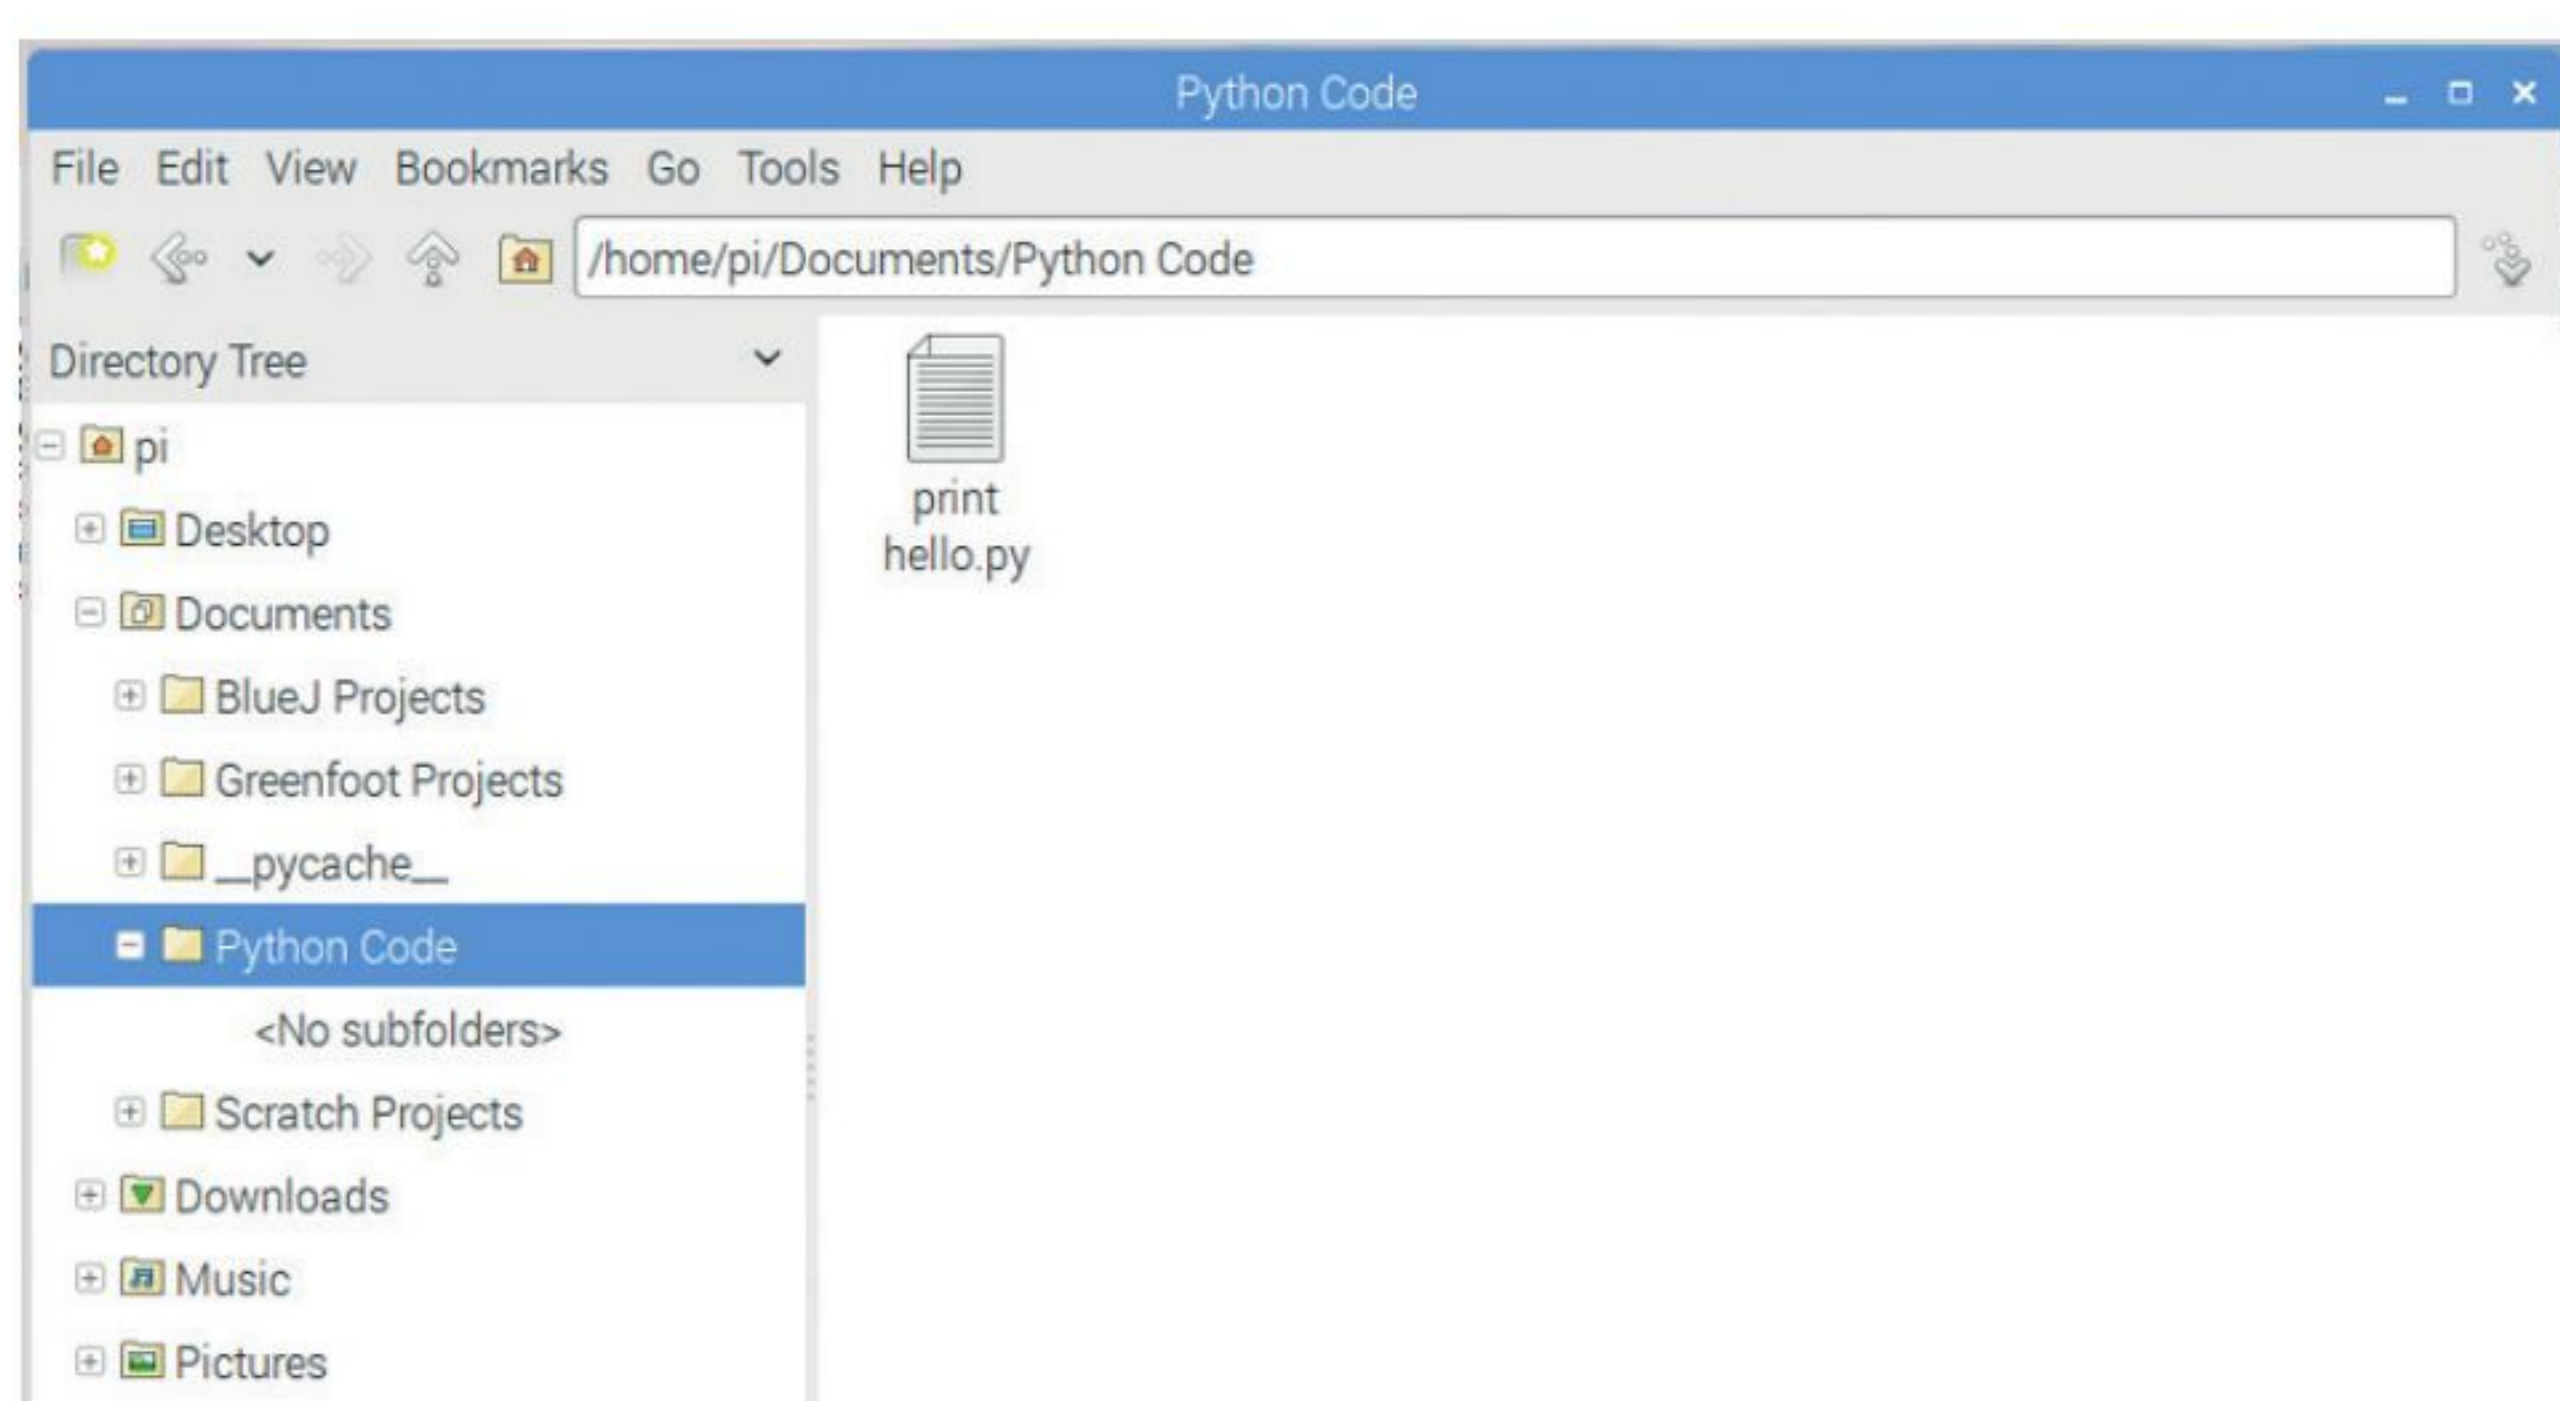 Python Code
File Edit View Bookmarks Go Tools Help
/home/pi/Documents/Python Code
Directory Tree
pi
Desktop
Documents
BlueJ Projects
Greenfoot Projects
__pycache__
Python Code
<No subfolders>
Scratch Projects
Downloads
Music
Pictures
print
hello.py